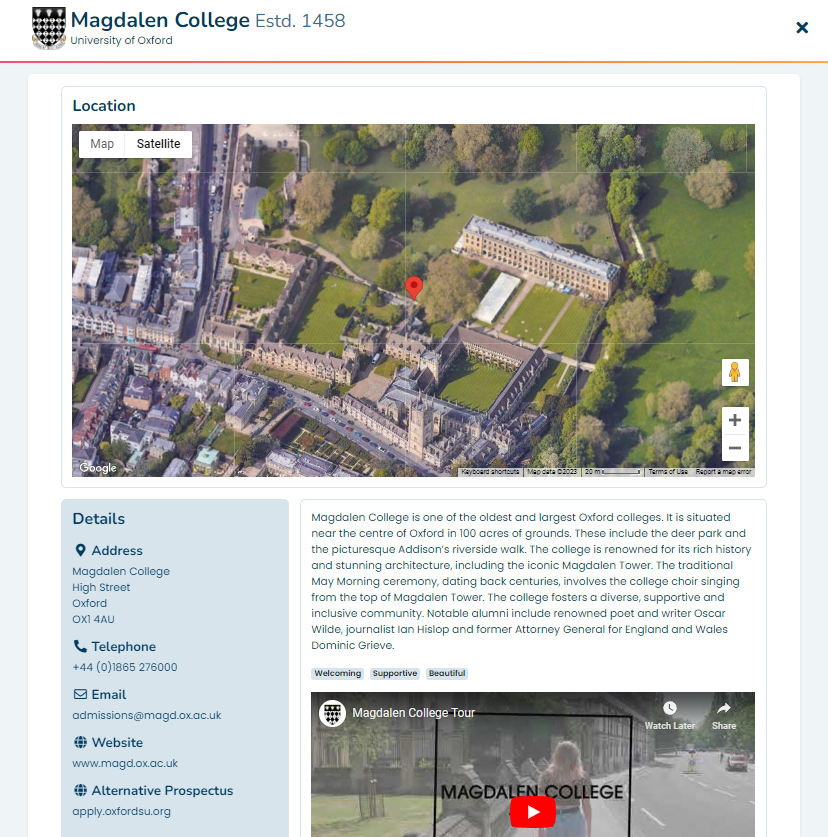 Magdalen College Estd. 1458
University of Oxford
Location
Map Satellite
Google
Keyboard shortcuts Map data ©2023 20 m Terms of Use Report a map error
Details
Address
Magdalen College
High Street
Oxford
OX1 4AU
Telephone
+44 (0)1865 276000
Email
admissions@magd.ox.ac.uk
Website
www.magd.ox.ac.uk
Alternative Prospectus
apply.oxfordsu.org
Magdalen College is one of the oldest and largest Oxford colleges. It is situated
near the centre of Oxford in 100 acres of grounds. These include the deer park and
the picturesque Addison's riverside walk. The college is renowned for its rich history
and stunning architecture, including the iconic Magdalen Tower. The traditional
May Morning ceremony, dating back centuries, involves the college choir singing
from the top of Magdalen Tower. The college fosters a diverse, supportive and
inclusive community. Notable alumni include renowned poet and writer Oscar
Wilde, journalist Ian Hislop and former Attorney General for England and Wales
Dominic Grieve.
Welcoming Supportive Beautiful
Magdalen College Tour
Watch Later Share
MAGDALEN COLLEGE